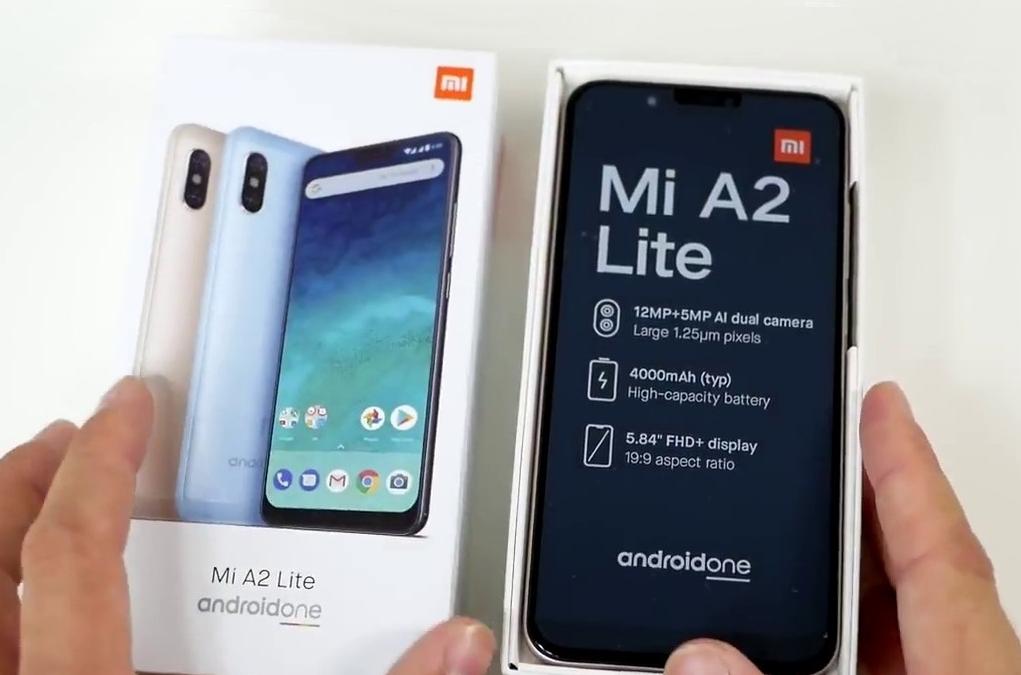 mi
Mi A2 Lite
androidone
mi
Mi A2
Lite
12MP+5MP AI dual camera
Large 1.25µm pixels
4000mAh (typ)
High-capacity battery
5.84" FHD+ display
19:9 aspect ratio
androidone